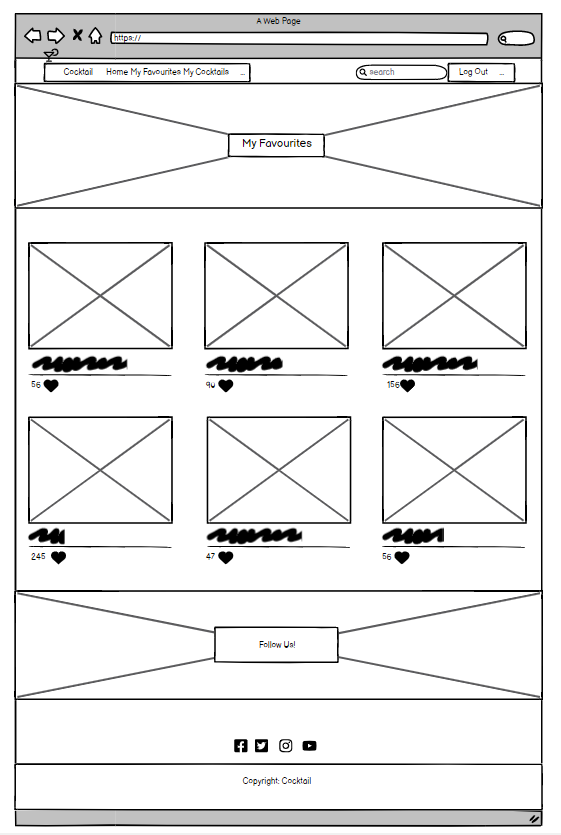 A Web Page
https://
Cocktail Home My Favourites My Cocktails ... search Log Out ...
My Favourites
56 90 156
245 47 56
Follow Us!
Copyright: Cocktail